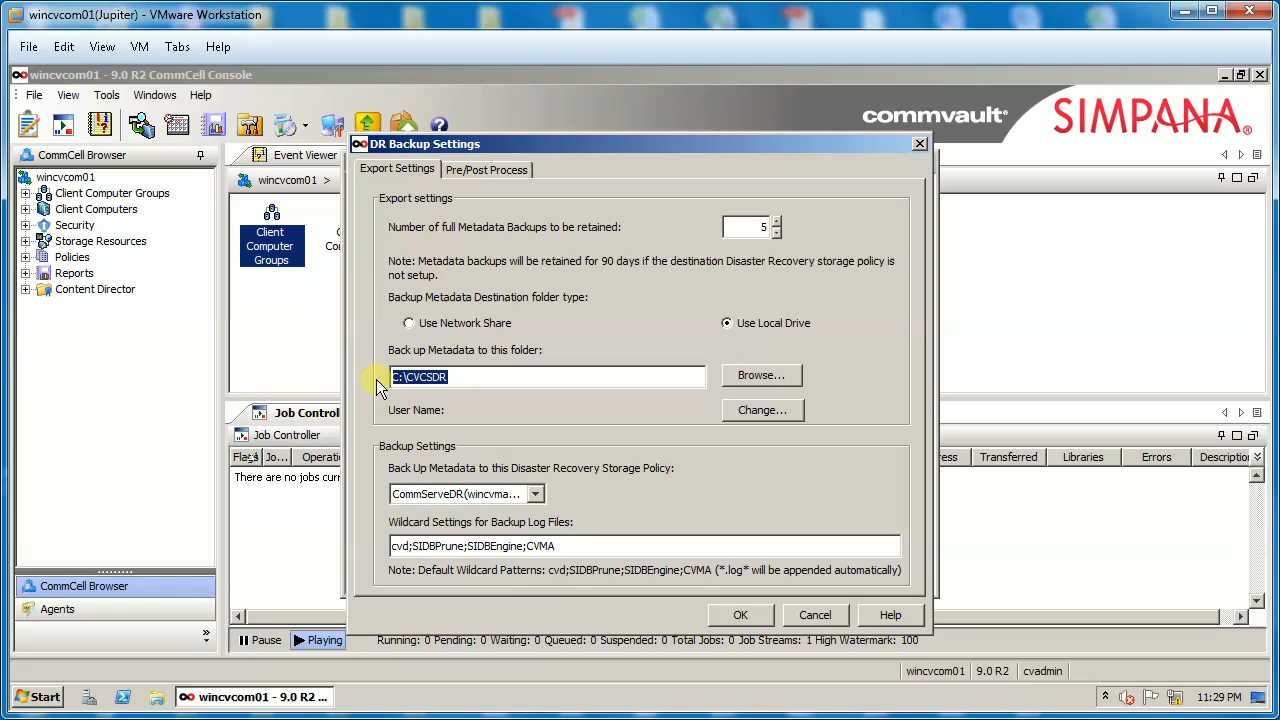 wincvcom01(Jupiter) - VMware Workstation
File Edit View VM Tabs Help
wincvcom01 - 9.0 R2 CommCell Console
File View Tools Windows Help
commvault SIMPANA®
DR Backup Settings
CommCell Browser
Event Viewer
Export Settings
Pre/Post Process
wincvcom01
wincvcom01 >
Client Computer Groups
Client Computers
Security
Storage Resources
Policies
Reports
Content Director
Client
Computer
Groups
Export settings
Number of full Metadata Backups to be retained:
5
Note: Metadata backups will be retained for 90 days if the destination Disaster Recovery storage policy is
not setup.
Backup Metadata Destination folder type:
Use Network Share
Use Local Drive
Back up Metadata to this folder:
C:\CVCSDR
Browse...
User Name:
Change...
Job Control
Job Controller
Jo... Operatio
There are no jobs curr
ress Transferred Libraries Errors Descriptio
Backup Settings
Back Up Metadata to this Disaster Recovery Storage Policy:
CommServeDR(wincvma...
Wildcard Settings for Backup Log Files:
cvd;SIDBPrune;SIDBEngine;CVMA
Note: Default Wildcard Patterns: cvd;SIDBPrune;SIDBEngine;CVMA (*.log* will be appended automatically)
OK
Cancel
Help
CommCell Browser
Agents
Pause
Playing
Running: 0 Pending: 0 Waiting: 0 Queued: 0 Suspended: 0 Total Jobs: 0 Job Streams: 1 High Watermark: 100
wincvcom01 9.0 R2 cvadmin
Start
wincvcom01 - 9.0 R2 ...
11:29 PM